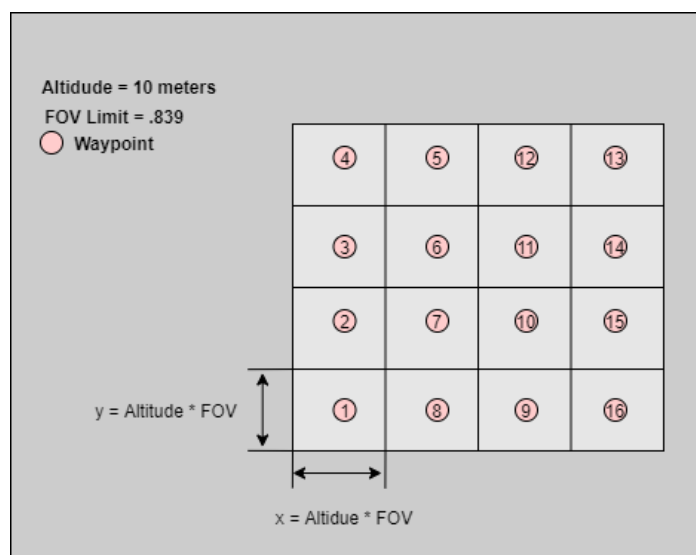 Altidude = 10 meters
FOV Limit = .839
Waypoint
4 5 12 13
3 6 11 14
2 7 10 15
y = Altitude * FOV
1 8 9 16
x = Altidue * FOV